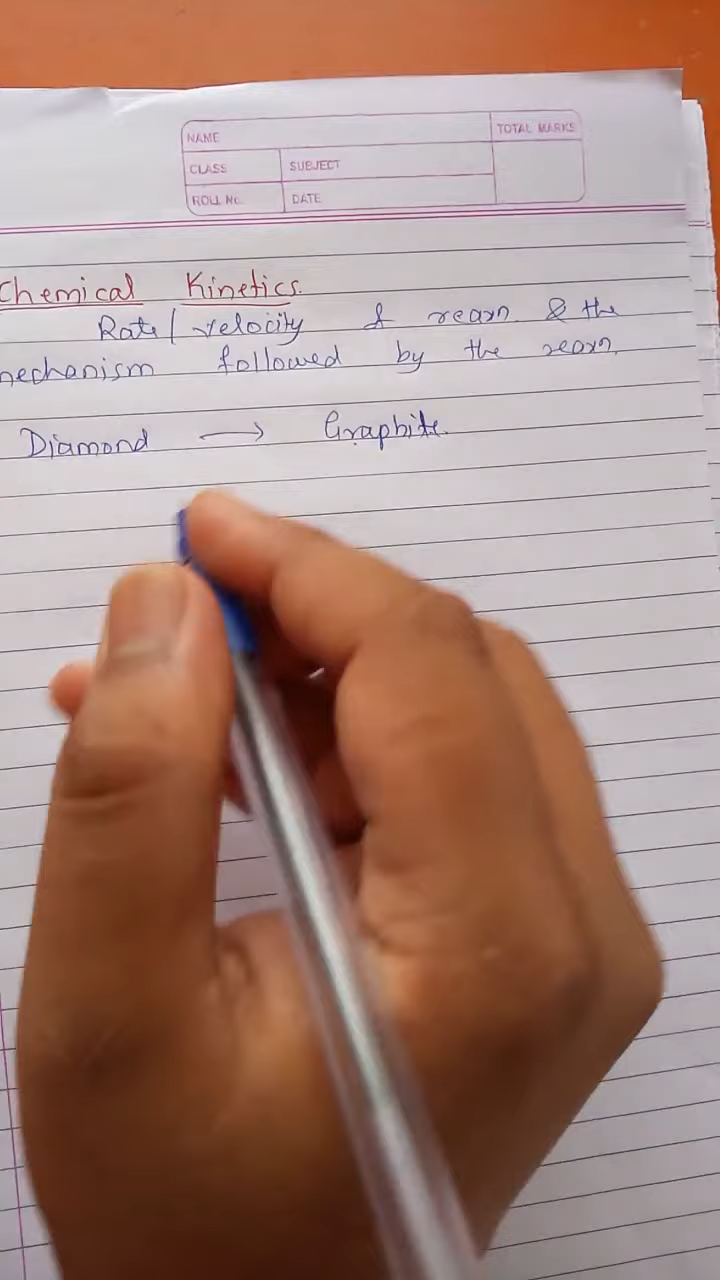 NAME
TOTAL MARKS
CLASS
SUBJECT
ROLL No.
DATE
Chemical Kinetics.
Rate/velocity of reaxn & the
mechanism followed by the reaxn.
Diamond → Graphite.